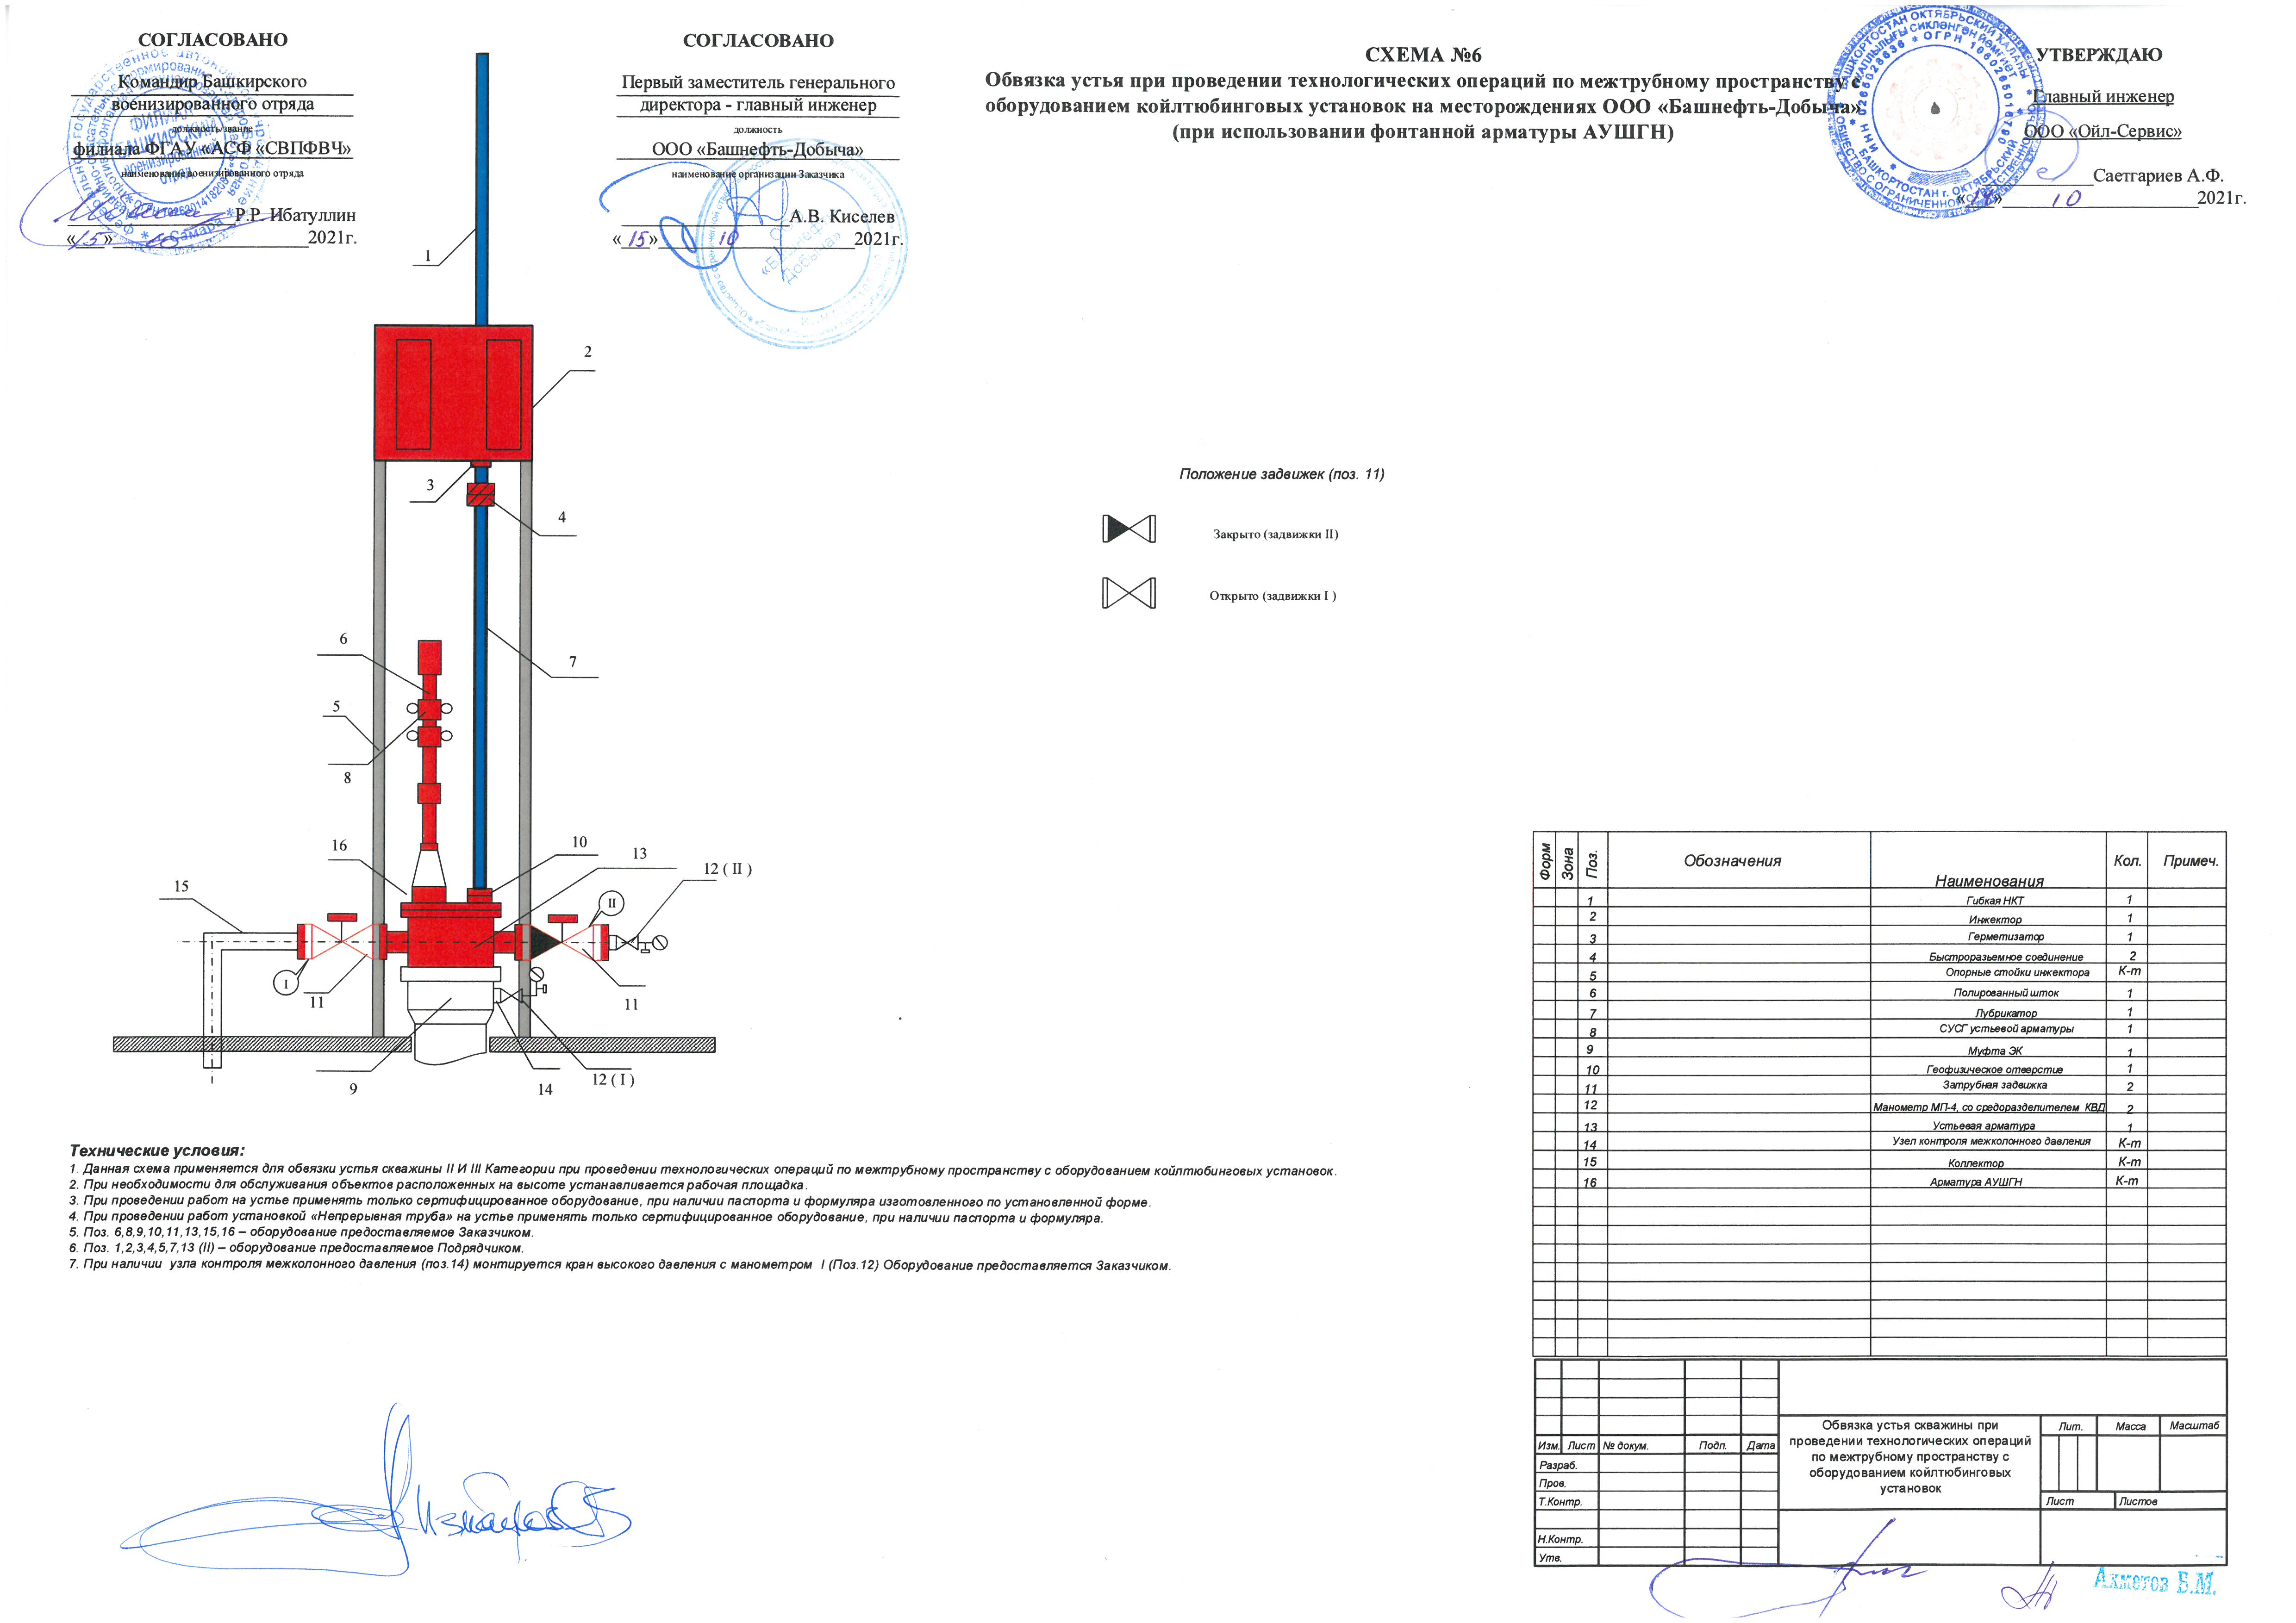 СОГЛАСОВАНО
Командир Башкирского
военизированного отряда
должность/звание
филиала ФГАУ «АСФ «СВПФВЧ»
наименование военизированного отряда
Р.Р. Ибатуллин
«15» 10 2021г.
СОГЛАСОВАНО
Первый заместитель генерального
директора - главный инженер
должность
ООО «Башнефть-Добыча»
наименование организации Заказчика
А.В. Киселев
«15» 10 2021г.
СХЕМА №6
Обвязка устья при проведении технологических операций по межтрубному пространству с
оборудованием койлтюбинговых установок на месторождениях ООО «Башнефть-Добыча»
(при использовании фонтанной арматуры АУШГН)
УТВЕРЖДАЮ
Главный инженер
ООО «Ойл-Сервис»
Саетгариев А.Ф.
«15» 10 2021г.
1
2
3
4
6
7
5
8
16
10
13
12 ( II )
15
II
I
11
11
9
14
12 ( I )
Положение задвижек (поз. 11)
Закрыто (задвижки II)
Открыто (задвижки I )
Технические условия:
1. Данная схема применяется для обвязки устья скважины II И III Категории при проведении технологических операций по межтрубному пространству с оборудованием койлтюбинговых установок.
2. При необходимости для обслуживания объектов расположенных на высоте устанавливается рабочая площадка.
3. При проведении работ на устье применять только сертифицированное оборудование, при наличии паспорта и формуляра изготовленного по установленной форме.
4. При проведении работ установкой «Непрерывная труба» на устье применять только сертифицированное оборудование, при наличии паспорта и формуляра.
5. Поз. 6,8,9,10,11,13,15,16 – оборудование предоставляемое Заказчиком.
6. Поз. 1,2,3,4,5,7,13 (II) – оборудование предоставляемое Подрядчиком.
7. При наличии узла контроля межколонного давления (поз.14) монтируется кран высокого давления с манометром I (Поз.12) Оборудование предоставляется Заказчиком.
Форм Зона Поз. Обозначения Наименования Кол. Примеч.
1 Гибкая НКТ 1
2 Инжектор 1
3 Герметизатор 1
4 Быстроразьемное соединение 2
5 Опорные стойки инжектора К-т
6 Полированный шток 1
7 Лубрикатор 1
8 СУСГ устьевой арматуры 1
9 Муфта ЭК 1
10 Геофизическое отверстие 1
11 Затрубная задвижка 2
12 Манометр МП-4, со средоразделителем КВД 2
13 Устьевая арматура 1
14 Узел контроля межколонного давления К-т
15 Коллектор К-т
16 Арматура АУШГН К-т
Изм. Лист № докум. Подп. Дата
Разраб.
Пров.
Т.Контр.
Н.Контр.
Утв.
Обвязка устья скважины при
проведении технологических операций
по межтрубному пространству с
оборудованием койлтюбинговых
установок
Лит. Масса Масштаб
Лист Листов
Ахметов Б.М.